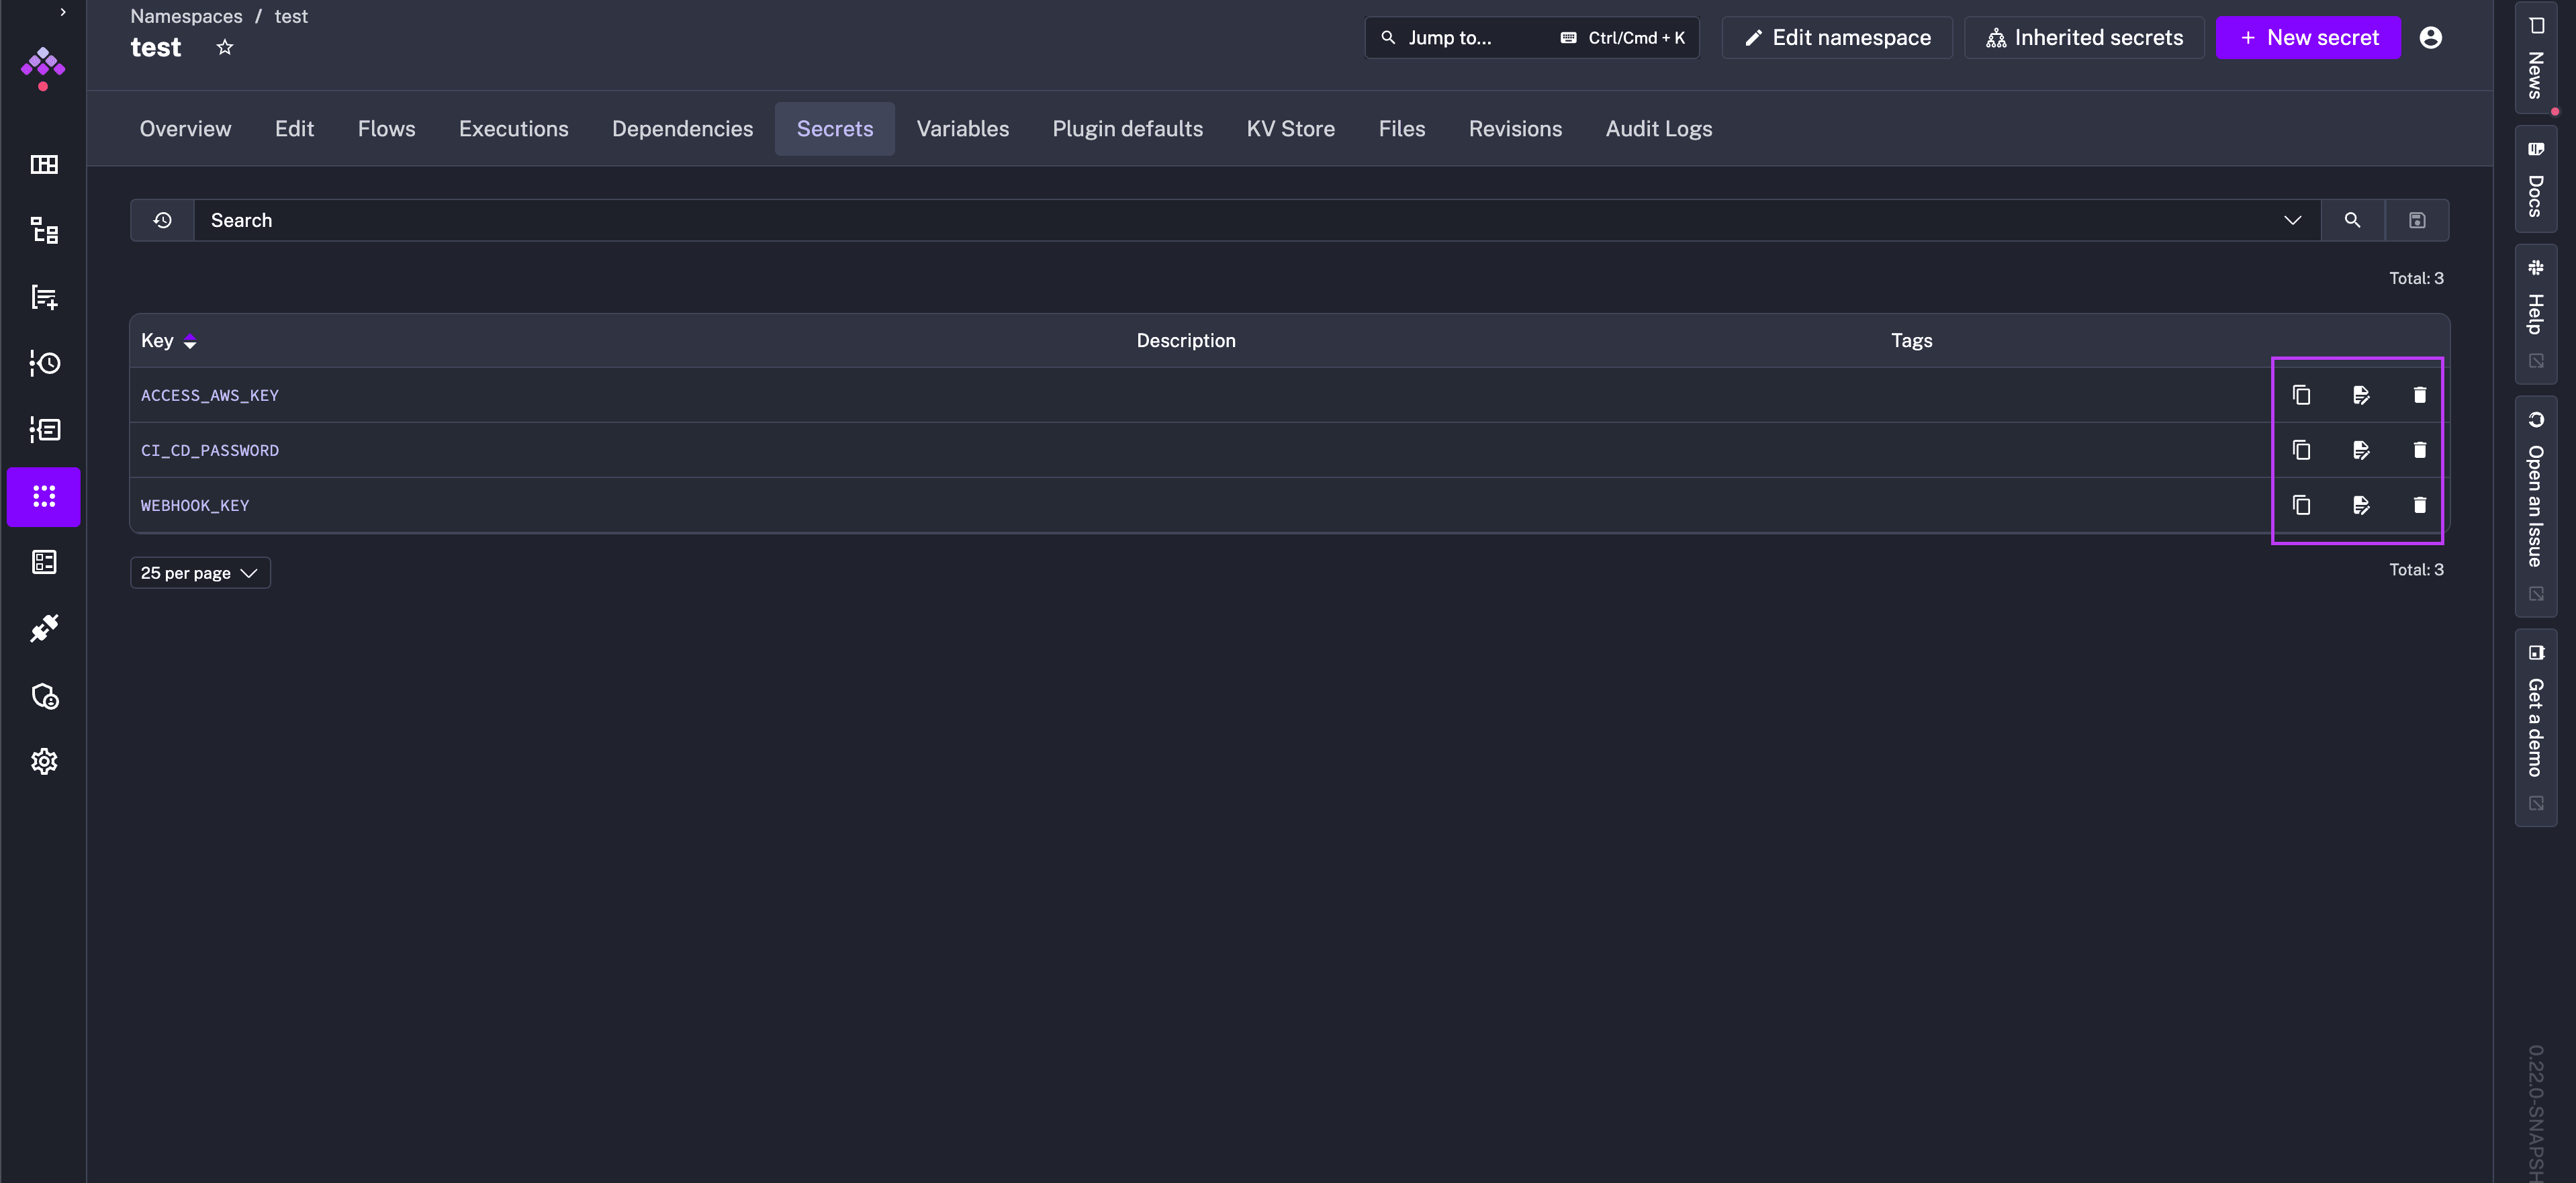 Namespaces / test
test
Jump to... Ctrl/Cmd + K
Edit namespace
Inherited secrets
+ New secret
Overview Edit Flows Executions Dependencies Secrets Variables Plugin defaults KV Store Files Revisions Audit Logs
Search
Total: 3
Key Description Tags
ACCESS_AWS_KEY
CI_CD_PASSWORD
WEBHOOK_KEY
25 per page
Total: 3
News
Docs
Help
Open an Issue
Get a demo
0.22.0-SNAPSH